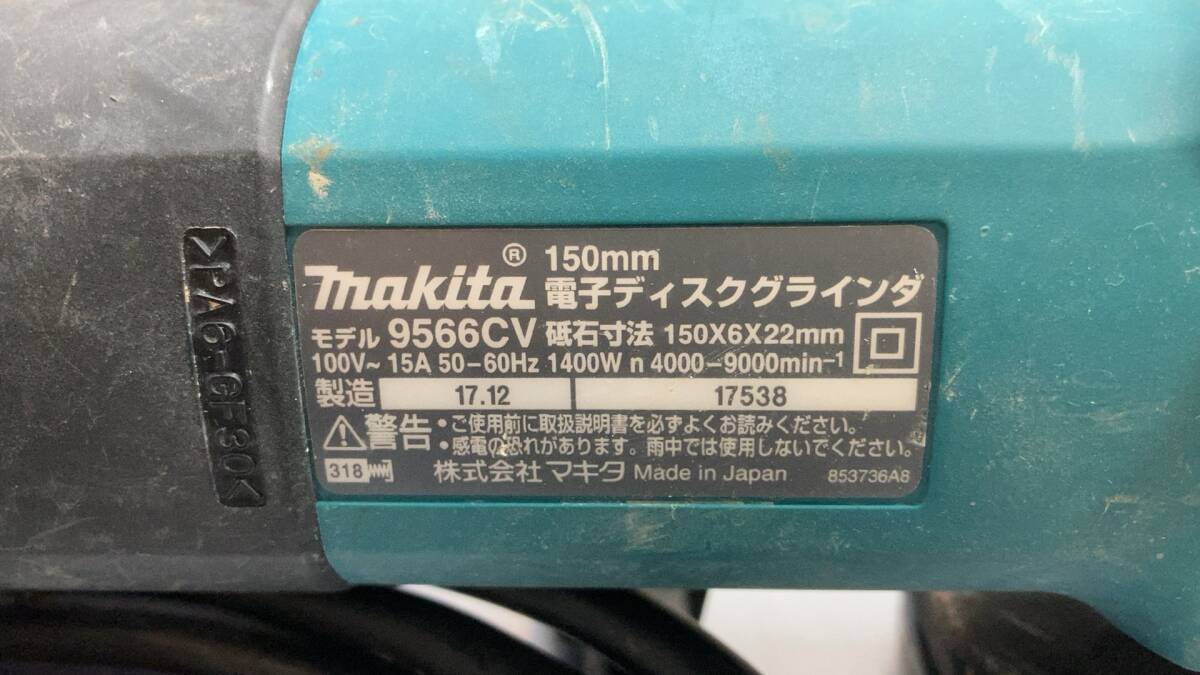 makita® 150mm
電子ディスクグラインダ
モデル 9566CV 砥石寸法 150X6X22mm
100V~ 15A 50-60Hz 1400W n 4000-9000min-1
製造 17.12 17538
警告 ・ご使用前に取扱説明書を必ずよくお読みください。
・感電の恐れがあります。雨中では使用しないでください。
318 株式会社 マキタ Made in Japan 853736A8
>PA6-GF30<